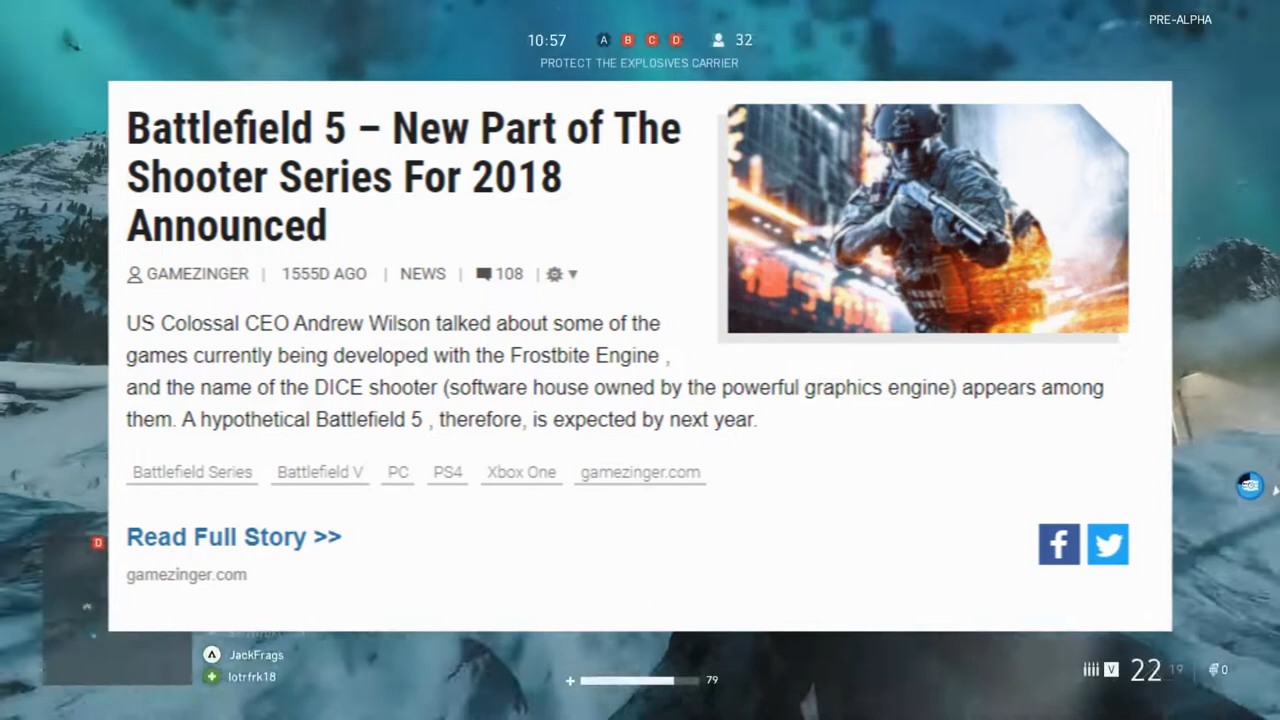 PRE-ALPHA
10:57 A B C D 32
PROTECT THE EXPLOSIVES CARRIER
Battlefield 5 – New Part of The
Shooter Series For 2018
Announced
GAMEZINGER | 1555D AGO | NEWS | 108 |
US Colossal CEO Andrew Wilson talked about some of the
games currently being developed with the Frostbite Engine ,
and the name of the DICE shooter (software house owned by the powerful graphics engine) appears among
them. A hypothetical Battlefield 5 , therefore, is expected by next year.
Battlefield Series Battlefield V PC PS4 Xbox One gamezinger.com
Read Full Story >>
gamezinger.com
D
JackFrags
lotrfrk18
79
V 22 19 0